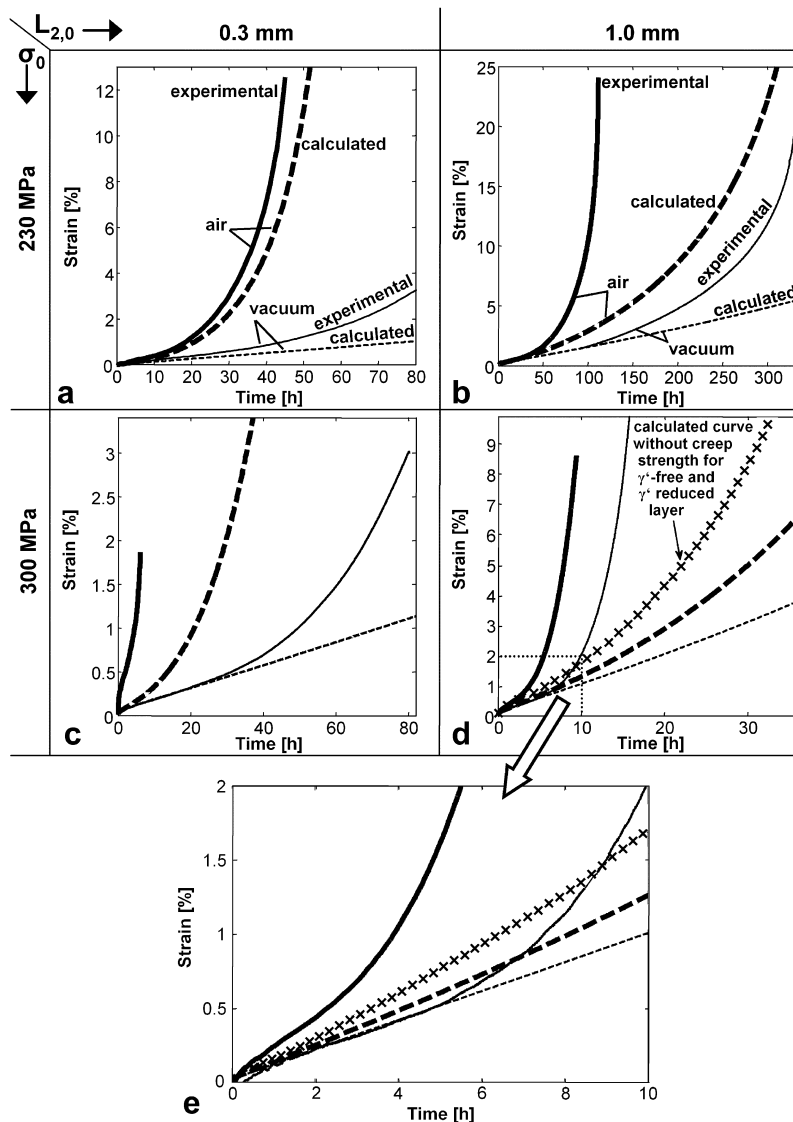 L2,0
σ0
0.3 mm
1.0 mm
230 MPa
300 MPa
Strain [%]
12
10
8
6
4
2
0
experimental
calculated
air
vacuum
experimental
calculated
0 10 20 30 40 50 60 70 80
Time [h]
a
Strain [%]
25
20
15
10
5
0
experimental
calculated
air
experimental
calculated
vacuum
0 50 100 150 200 250 300
Time [h]
b
Strain [%]
3
2.5
2
1.5
1
0.5
0
0 20 40 60 80
Time [h]
c
Strain [%]
9
8
7
6
5
4
3
2
1
0
calculated curve
without creep
strength for
γ'-free and
γ' reduced
layer
0 10 20 30
Time [h]
d
Strain [%]
2
1.5
1
0.5
0
0 2 4 6 8 10
Time [h]
e